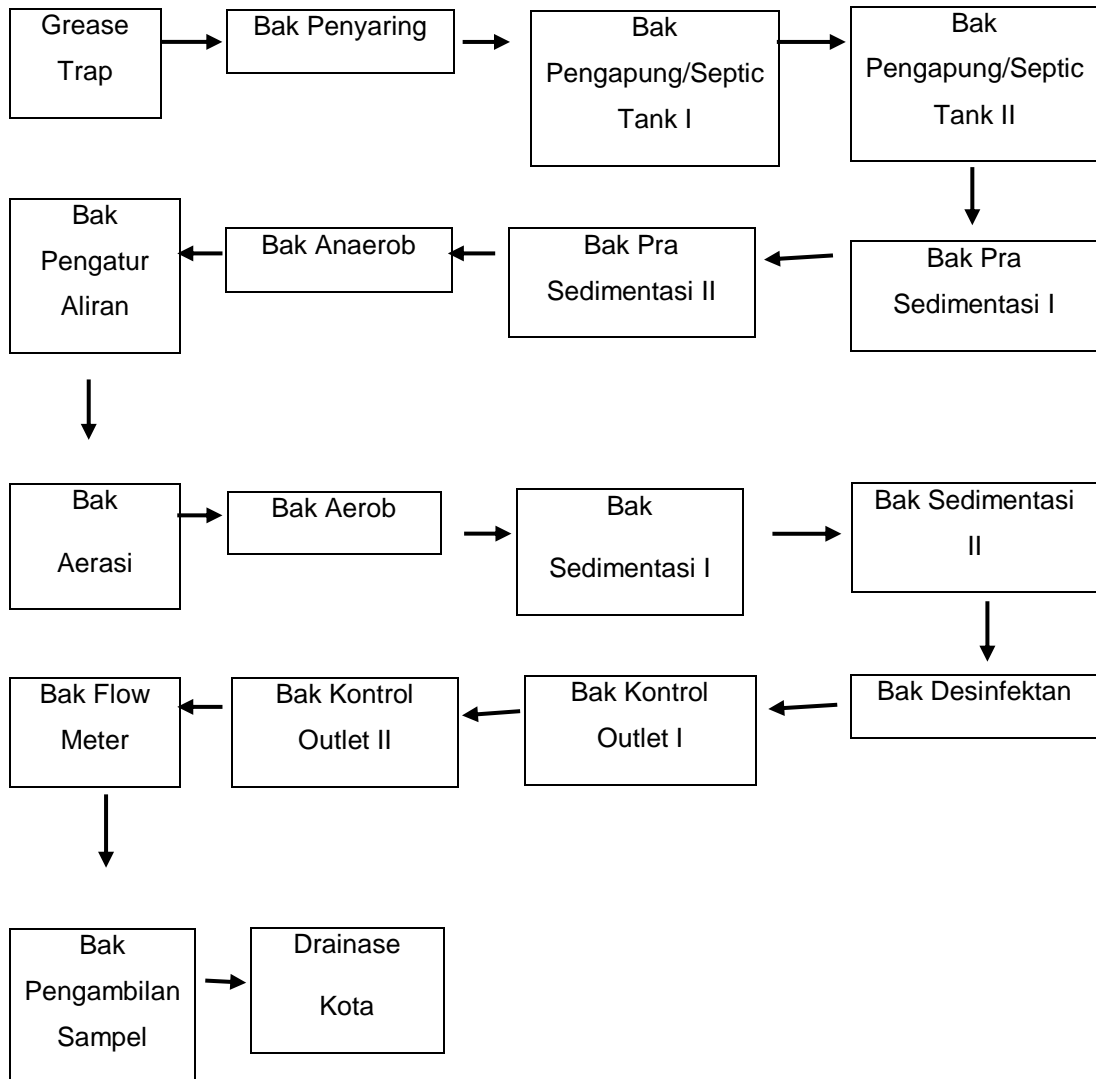 Grease
Trap
Bak Penyaring
Bak
Pengapung/Septic
Tank I
Bak
Pengapung/Septic
Tank II
Bak Pra
Sedimentasi I
Bak Pra
Sedimentasi II
Bak Anaerob
Bak
Pengatur
Aliran
Bak
Aerasi
Bak Aerob
Bak
Sedimentasi I
Bak Sedimentasi
II
Bak Desinfektan
Bak Kontrol
Outlet I
Bak Kontrol
Outlet II
Bak Flow
Meter
Bak
Pengambilan
Sampel
Drainase
Kota